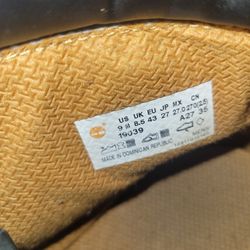 US UK EU JP MX CN
9 M 8.5 43 27 27.0 270(2.5)
19039 A27 35
MADE IN DOMINICAN REPUBLIC